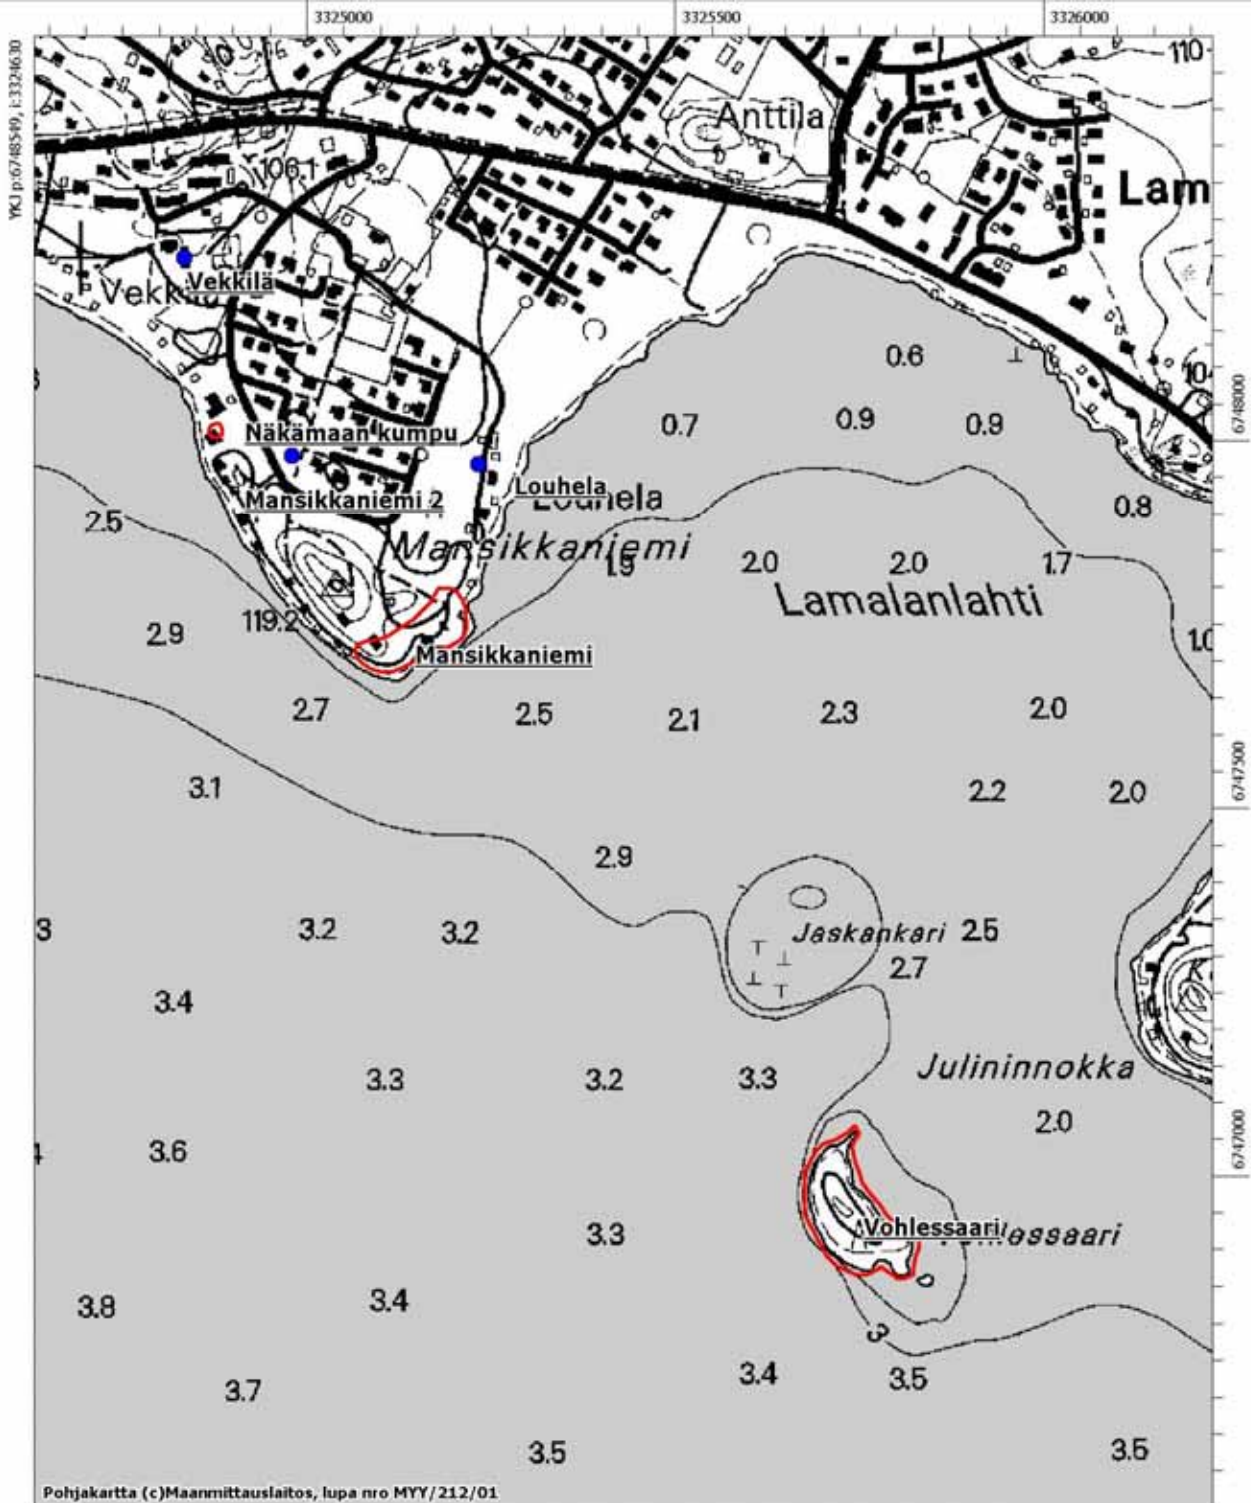 3325000 3325500 3326000
YKJ p:6748549, i:3324630
110
Anttila
106.1
Lam
Vekkilä
0.6
10
6748000
0.7 0.9 0.9
Näkämaan kumpu
Louhela
Louhela
Mansikkaniemi 2
0.8
2.5
Mansikkaniemi
1.9 2.0 2.0 1.7
Lamalanlahti
119.2
2.9
1.0
Mansikkaniemi
2.7 2.5 2.1 2.3 2.0
3.1 2.2 2.0
6747500
2.9
3 3.2 3.2 Jaskankari 2.5
2.7
K
3.4
3.3 3.2 3.3 Julininnokka
2.0
3.6
6747000
3.3 Vohlessaari
3.8 3.4
3
3.7 3.4 3.5
3.5 3.5
Pohjakartta (c)Maanmittauslaitos, lupa nro MYY/212/01